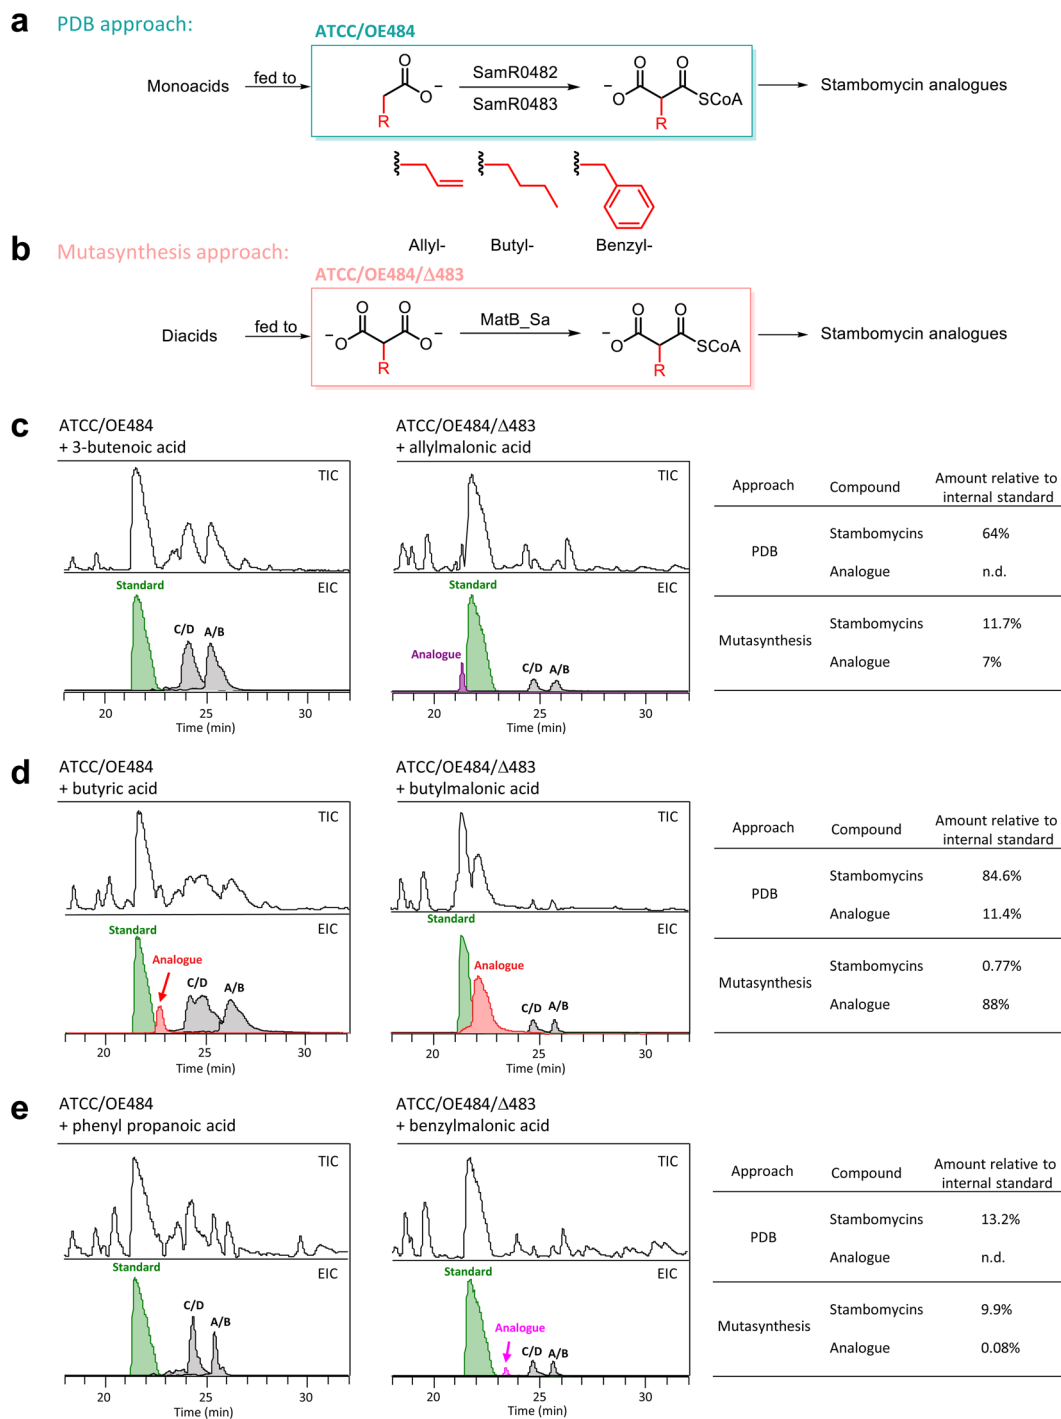 a PDB approach:
ATCC/OE484
Monoacids fed to
O
O−
R
SamR0482
SamR0483
O O
−O SCoA
R
Stambomycin analogues
Allyl- Butyl- Benzyl-
b Mutasynthesis approach:
ATCC/OE484/Δ483
Diacids fed to
O O
−O O−
R
MatB_Sa
O O
−O SCoA
R
Stambomycin analogues
c
ATCC/OE484
+ 3-butenoic acid
TIC
EIC
Standard
C/D
A/B
20 25 30
Time (min)
ATCC/OE484/Δ483
+ allylmalonic acid
TIC
EIC
Analogue
C/D
A/B
20 25 30
Time (min)
Approach Compound Amount relative to
internal standard
PDB
Stambomycins 64%
Analogue n.d.
Mutasynthesis
Stambomycins 11.7%
Analogue 7%
d
ATCC/OE484
+ butyric acid
TIC
EIC
Standard
Analogue
C/D
A/B
20 25 30
Time (min)
ATCC/OE484/Δ483
+ butylmalonic acid
TIC
Standard
EIC
Analogue
C/D
A/B
20 25 30
Time (min)
Approach Compound Amount relative to
internal standard
PDB
Stambomycins 84.6%
Analogue 11.4%
Mutasynthesis
Stambomycins 0.77%
Analogue 88%
e
ATCC/OE484
+ phenyl propanoic acid
TIC
EIC
Standard
C/D
A/B
20 25 30
Time (min)
ATCC/OE484/Δ483
+ benzylmalonic acid
TIC
EIC
Standard
Analogue
C/D
A/B
20 25 30
Time (min)
Approach Compound Amount relative to
internal standard
PDB
Stambomycins 13.2%
Analogue n.d.
Mutasynthesis
Stambomycins 9.9%
Analogue 0.08%